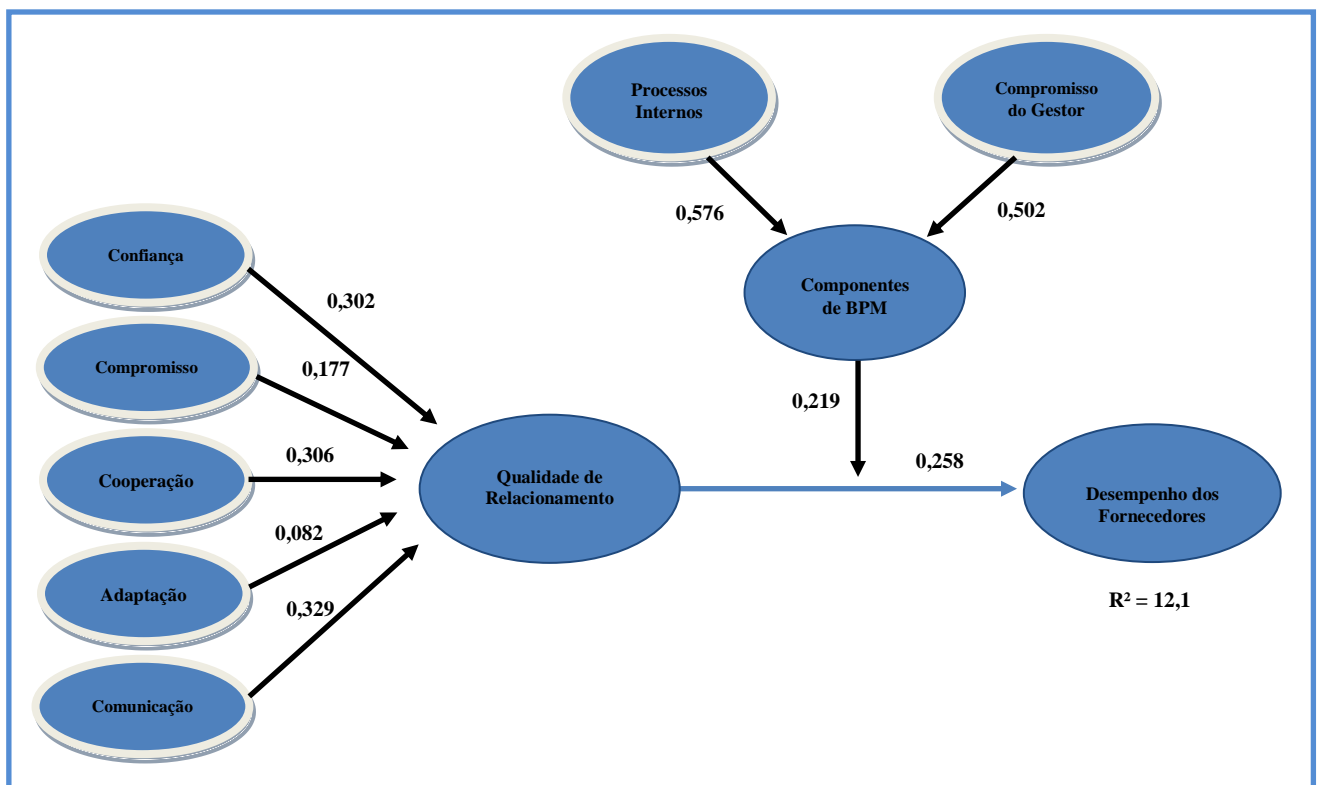 Processos
Internos
Compromisso
do Gestor
0,576
0,502
Confiança
0,302
Componentes
de BPM
Compromisso
0,177
0,219
Cooperação
0,306
Qualidade de
Relacionamento
0,258
Desempenho dos
Fornecedores
Adaptação
0,082
R² = 12,1
0,329
Comunicação